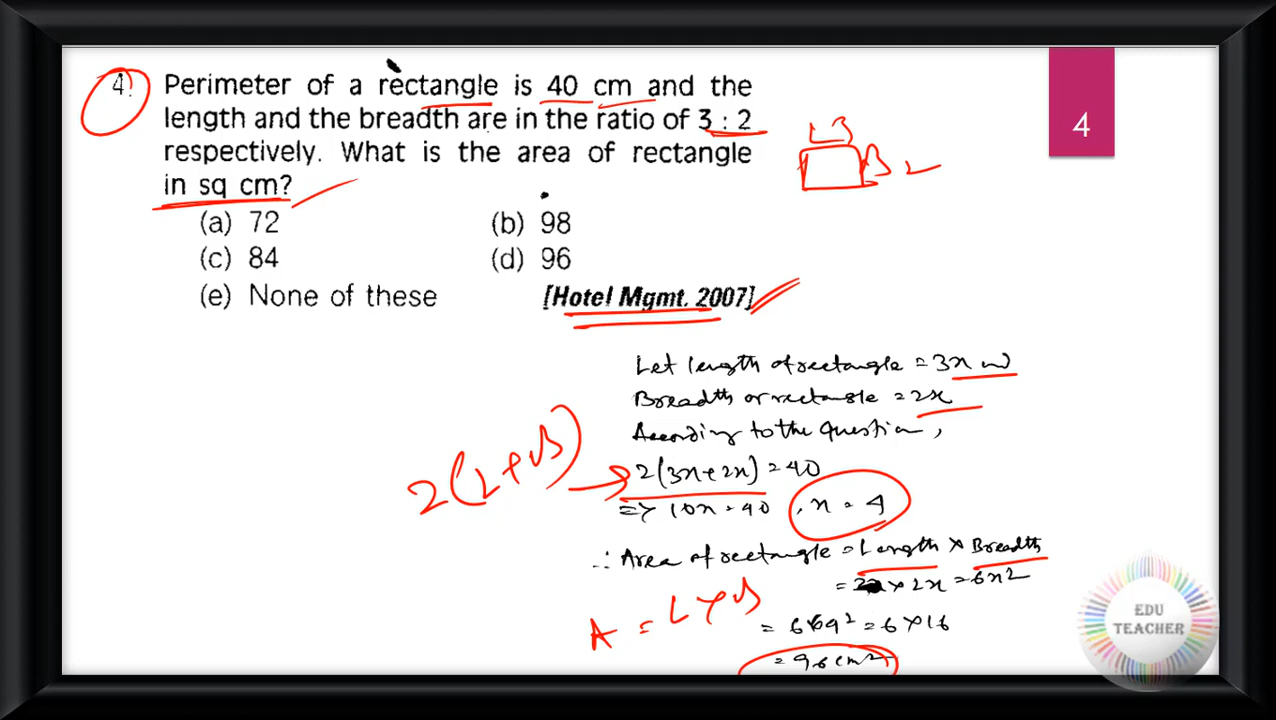 4. Perimeter of a rectangle is 40 cm and the
length and the breadth are in the ratio of 3 : 2
respectively. What is the area of rectangle
in sq cm?
(a) 72 (b) 98
(c) 84 (d) 96
(e) None of these [Hotel Mgmt. 2007]
4
L 3
B 2
Let length of rectangle = 3x
Breadth of rectangle = 2x
According to the question,
2(L+B)
2(3x+2x) = 40
=> 10x = 40, x = 4
∴ Area of rectangle = Length × Breadth
= × 2x = 6x²
A = L × B
= 6×4² = 6×16
= 96 cm²
EDU
TEACHER